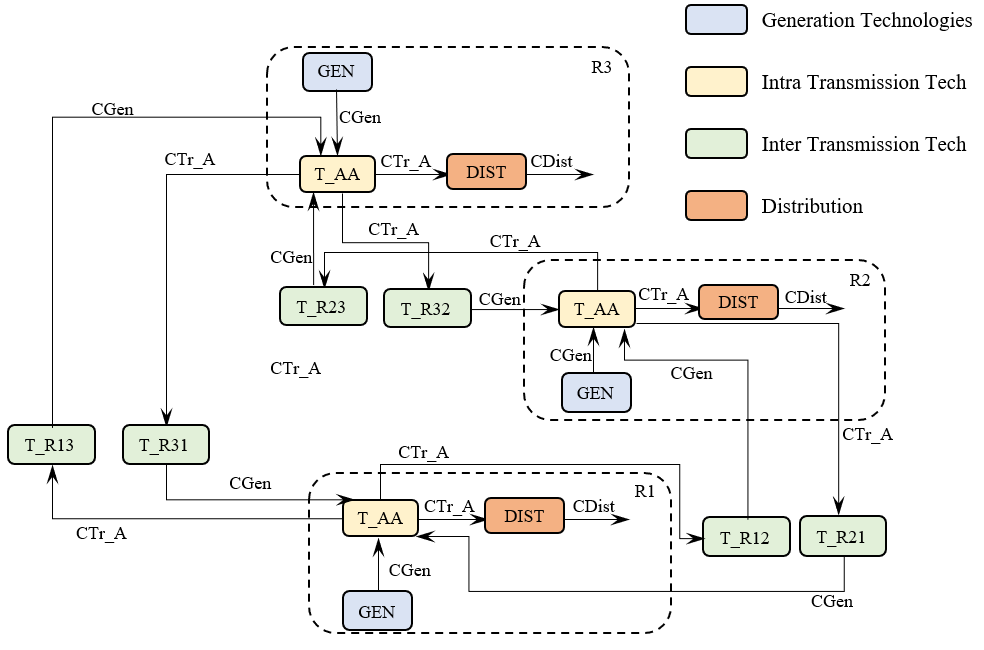 Generation Technologies
Intra Transmission Tech
Inter Transmission Tech
Distribution
R3
GEN
CGen
CGen
CTr_A
T_AA
CTr_A
DIST
CDist
CTr_A
CTr_A
CGen
T_R23
T_R32
CGen
R2
T_AA
CTr_A
DIST
CDist
CGen
CGen
GEN
CTr_A
CTr_A
T_R13
T_R31
CTr_A
CGen
R1
T_AA
CTr_A
DIST
CDist
CTr_A
T_R12
T_R21
CGen
GEN
CGen